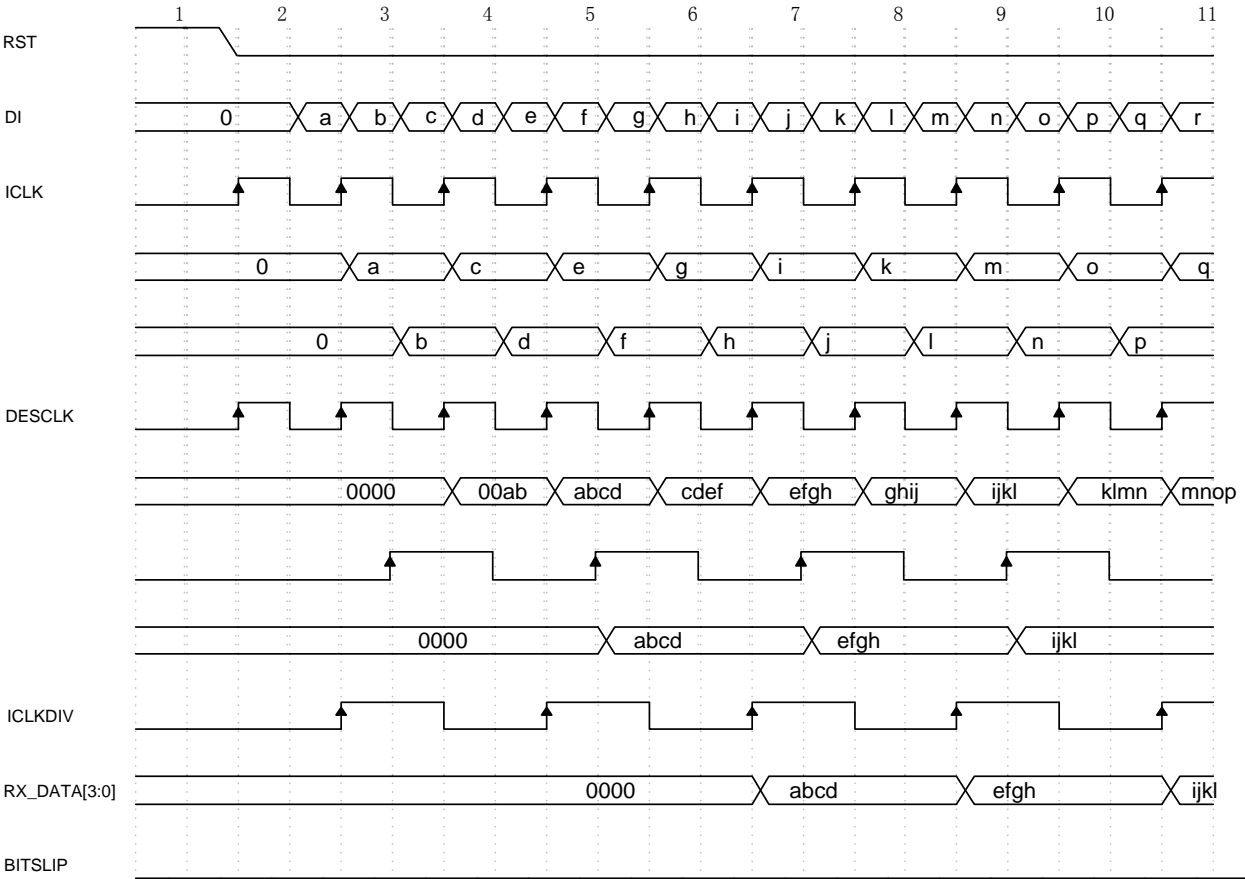 1 2 3 4 5 6 7 8 9 10 11
RST
DI 0 a b c d e f g h i j k l m n o p q r
ICLK
0 a c e g i k m o q
0 b d f h j l n p
DESCLK
0000 00ab abcd cdef efgh ghij ijkl klmn mnop
0000 abcd efgh ijkl
ICLKDIV
RX_DATA[3:0] 0000 abcd efgh ijkl
BITSLIP